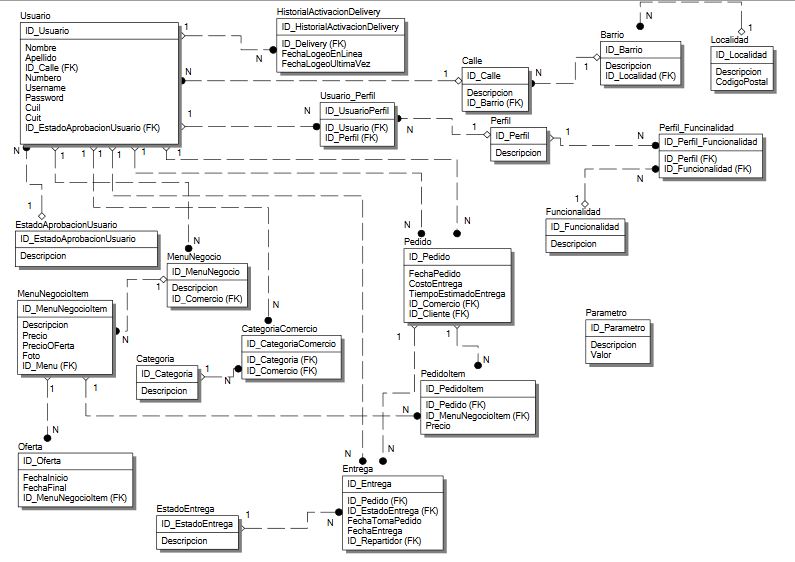 Usuario
ID_Usuario
Nombre
Apellido
ID_Calle (FK)
Numbero
Username
Password
Cuil
Cuit
ID_EstadoAprobacionUsuario (FK)
HistorialActivacionDelivery
ID_HistorialActivacionDelivery
ID_Delivery (FK)
FechaLogeoEnLinea
FechaLogeoUltimaVez
1
N
Calle
ID_Calle
Descripcion
ID_Barrio (FK)
N
1
N
1
Barrio
ID_Barrio
Descripcion
ID_Localidad (FK)
N
1
Localidad
ID_Localidad
Descripcion
CodigoPostal
Usuario_Perfil
ID_UsuarioPerfil
ID_Usuario (FK)
ID_Perfil (FK)
1
N
N
1
Perfil
ID_Perfil
Descripcion
1
N
Perfil_Funcinalidad
ID_Perfil_Funcionalidad
ID_Perfil (FK)
ID_Funcionalidad (FK)
N
1
Funcionalidad
ID_Funcionalidad
Descripcion
N
1
1
1
1
1
1
EstadoAprobacionUsuario
ID_EstadoAprobacionUsuario
Descripcion
N
MenuNegocio
ID_MenuNegocio
Descripcion
ID_Comercio (FK)
1
N
N
N
Pedido
ID_Pedido
FechaPedido
CostoEntrega
TiempoEstimadoEntrega
ID_Comercio (FK)
ID_Cliente (FK)
MenuNegocioItem
ID_MenuNegocioItem
Descripcion
Precio
PrecioOFerta
Foto
ID_Menu (FK)
N
CategoriaComercio
ID_CategoriaComercio
ID_Categoria (FK)
ID_Comercio (FK)
Categoria
ID_Categoria
Descripcion
1
N
Parametro
ID_Parametro
Descripcion
Valor
1
1
N
PedidoItem
ID_PedidoItem
ID_Pedido (FK)
ID_MenuNegocioItem (FK)
Precio
1
1
N
N
Oferta
ID_Oferta
FechaInicio
FechaFinal
ID_MenuNegocioItem (FK)
N
N
Entrega
ID_Entrega
ID_Pedido (FK)
ID_EstadoEntrega (FK)
FechaTomaPedido
FechaEntrega
ID_Repartidor (FK)
EstadoEntrega
ID_EstadoEntrega
Descripcion
1
N